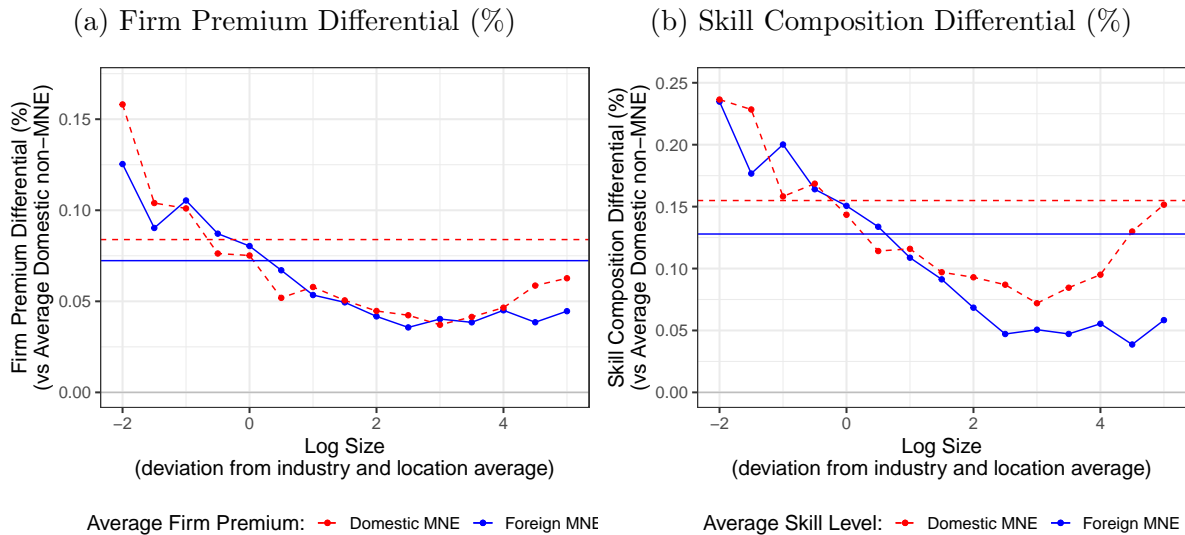 (a) Firm Premium Differential (%)
(b) Skill Composition Differential (%)
Firm Premium Differential (%)
(vs Average Domestic non−MNE)
0.15
0.10
0.05
0.00
−2
0
2
4
Log Size
(deviation from industry and location average)
Average Firm Premium:
Domestic MNE
Foreign MNE
Skill Composition Differential (%)
(vs Average Domestic non−MNE)
0.25
0.20
0.15
0.10
0.05
0.00
−2
0
2
4
Log Size
(deviation from industry and location average)
Average Skill Level:
Domestic MNE
Foreign MNE